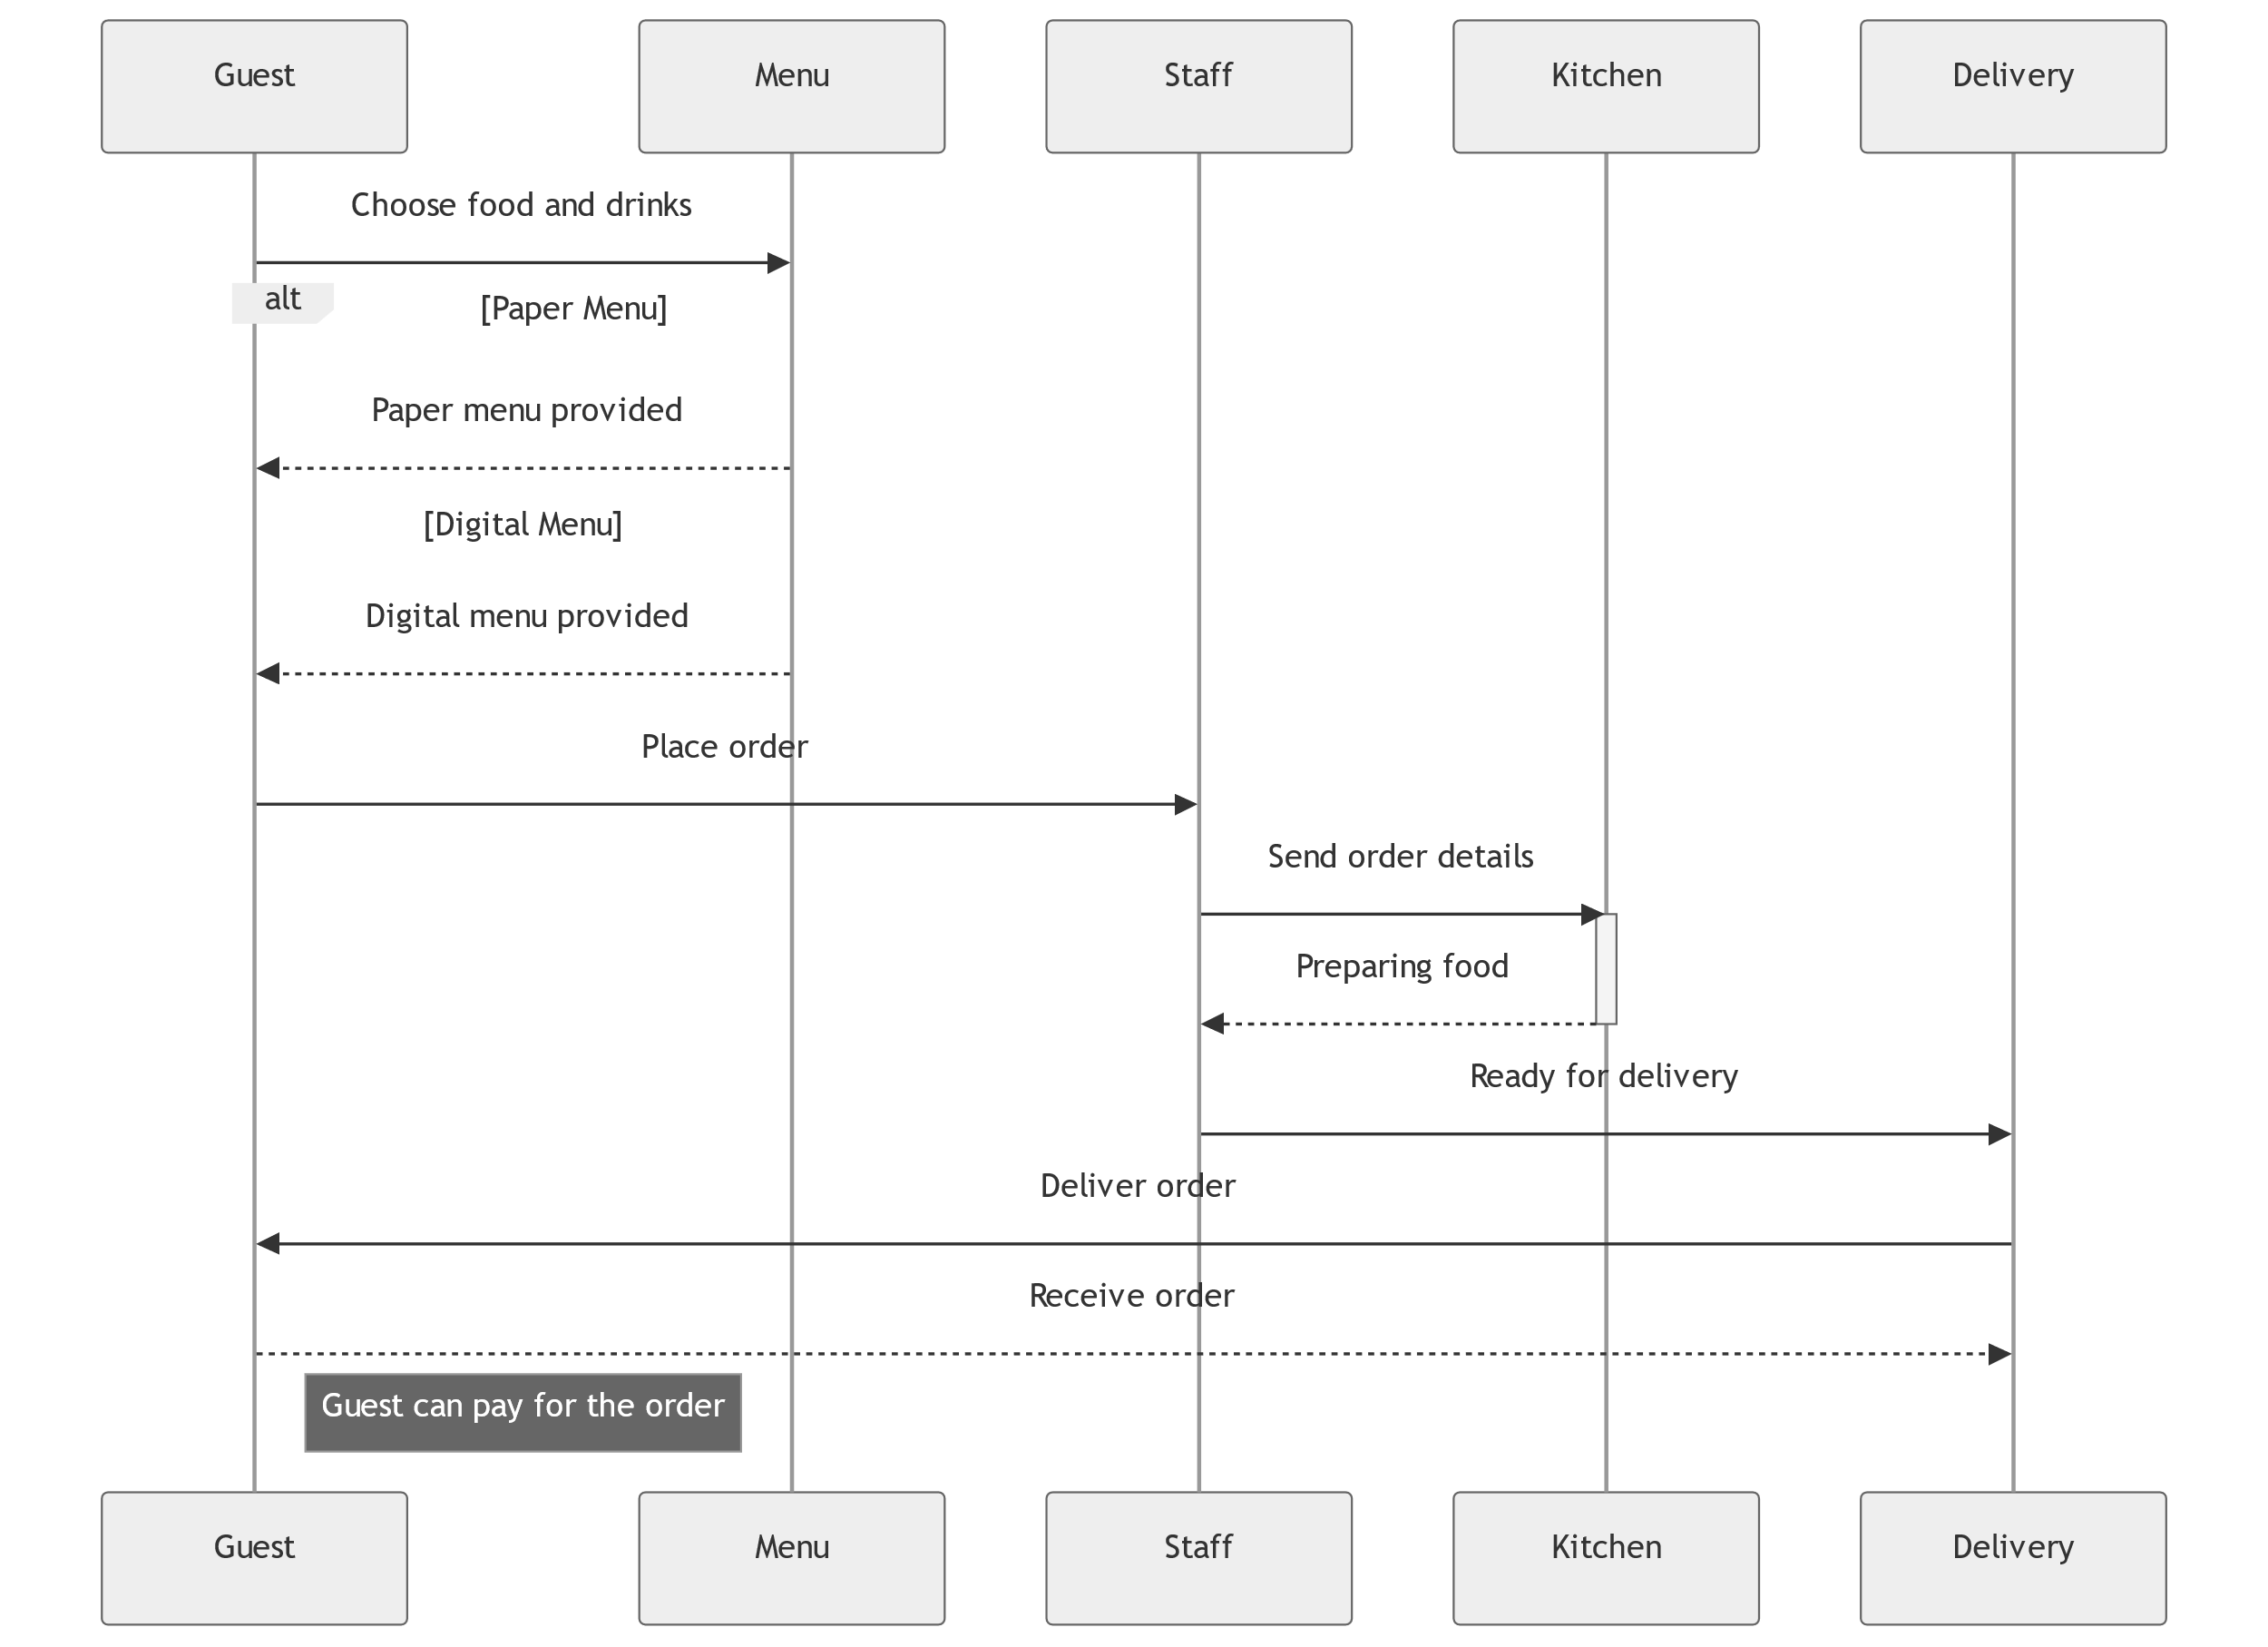 Guest
Menu
Staff
Kitchen
Delivery
Choose food and drinks
alt
[Paper Menu]
Paper menu provided
[Digital Menu]
Digital menu provided
Place order
Send order details
Preparing food
Ready for delivery
Deliver order
Receive order
Guest can pay for the order
Guest
Menu
Staff
Kitchen
Delivery